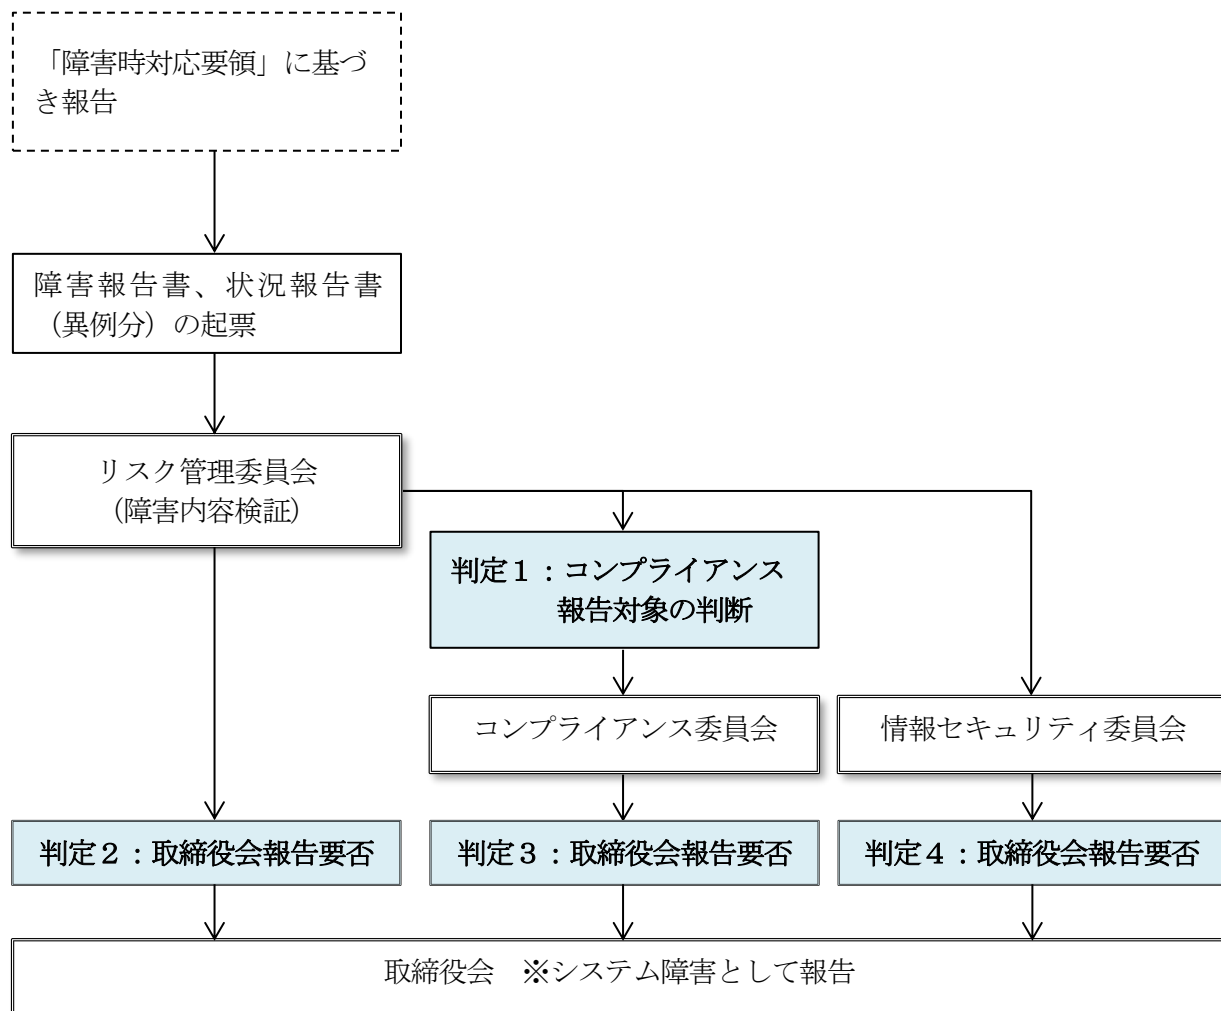 「障害時対応要領」に基づ
き報告
障害報告書、状況報告書
（異例分）の起票
リスク管理委員会
（障害内容検証）
判定１：コンプライアンス
報告対象の判断
コンプライアンス委員会
情報セキュリティ委員会
判定２：取締役会報告要否
判定３：取締役会報告要否
判定４：取締役会報告要否
取締役会　※システム障害として報告